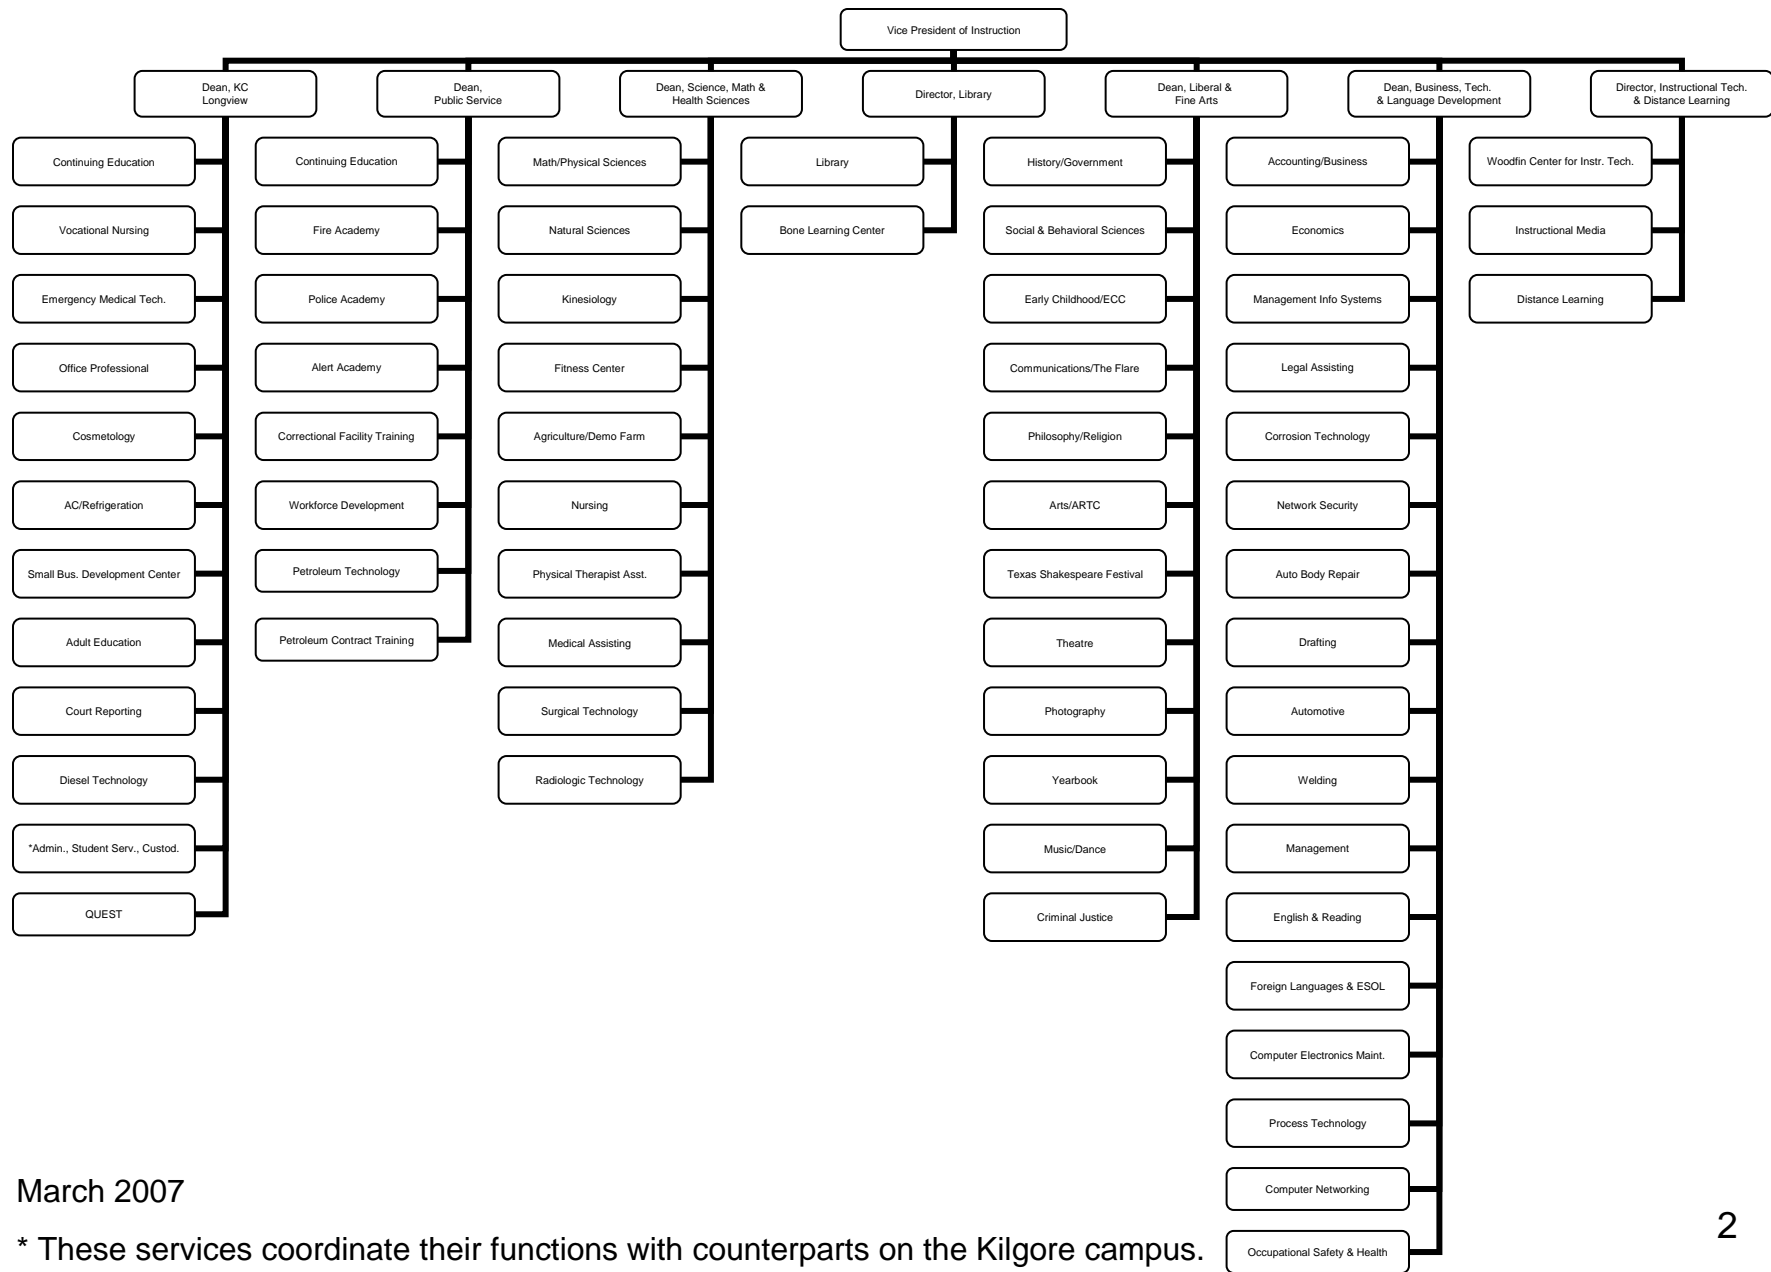 Vice President of Instruction
Dean, KC
Longview
Dean,
Public Service
Dean, Science, Math &
Health Sciences
Director, Library
Dean, Liberal &
Fine Arts
Dean, Business, Tech.
& Language Development
Director, Instructional Tech.
& Distance Learning
Continuing Education
Vocational Nursing
Emergency Medical Tech.
Office Professional
Cosmetology
AC/Refrigeration
Small Bus. Development Center
Adult Education
Court Reporting
Diesel Technology
*Admin., Student Serv., Custod.
QUEST
Continuing Education
Fire Academy
Police Academy
Alert Academy
Correctional Facility Training
Workforce Development
Petroleum Technology
Petroleum Contract Training
Math/Physical Sciences
Natural Sciences
Kinesiology
Fitness Center
Agriculture/Demo Farm
Nursing
Physical Therapist Asst.
Medical Assisting
Surgical Technology
Radiologic Technology
Library
Bone Learning Center
History/Government
Social & Behavioral Sciences
Early Childhood/ECC
Communications/The Flare
Philosophy/Religion
Arts/ARTC
Texas Shakespeare Festival
Theatre
Photography
Yearbook
Music/Dance
Criminal Justice
Accounting/Business
Economics
Management Info Systems
Legal Assisting
Corrosion Technology
Network Security
Auto Body Repair
Drafting
Automotive
Welding
Management
English & Reading
Foreign Languages & ESOL
Computer Electronics Maint.
Process Technology
Computer Networking
Occupational Safety & Health
Woodfin Center for Instr. Tech.
Instructional Media
Distance Learning
March 2007
* These services coordinate their functions with counterparts on the Kilgore campus.
2